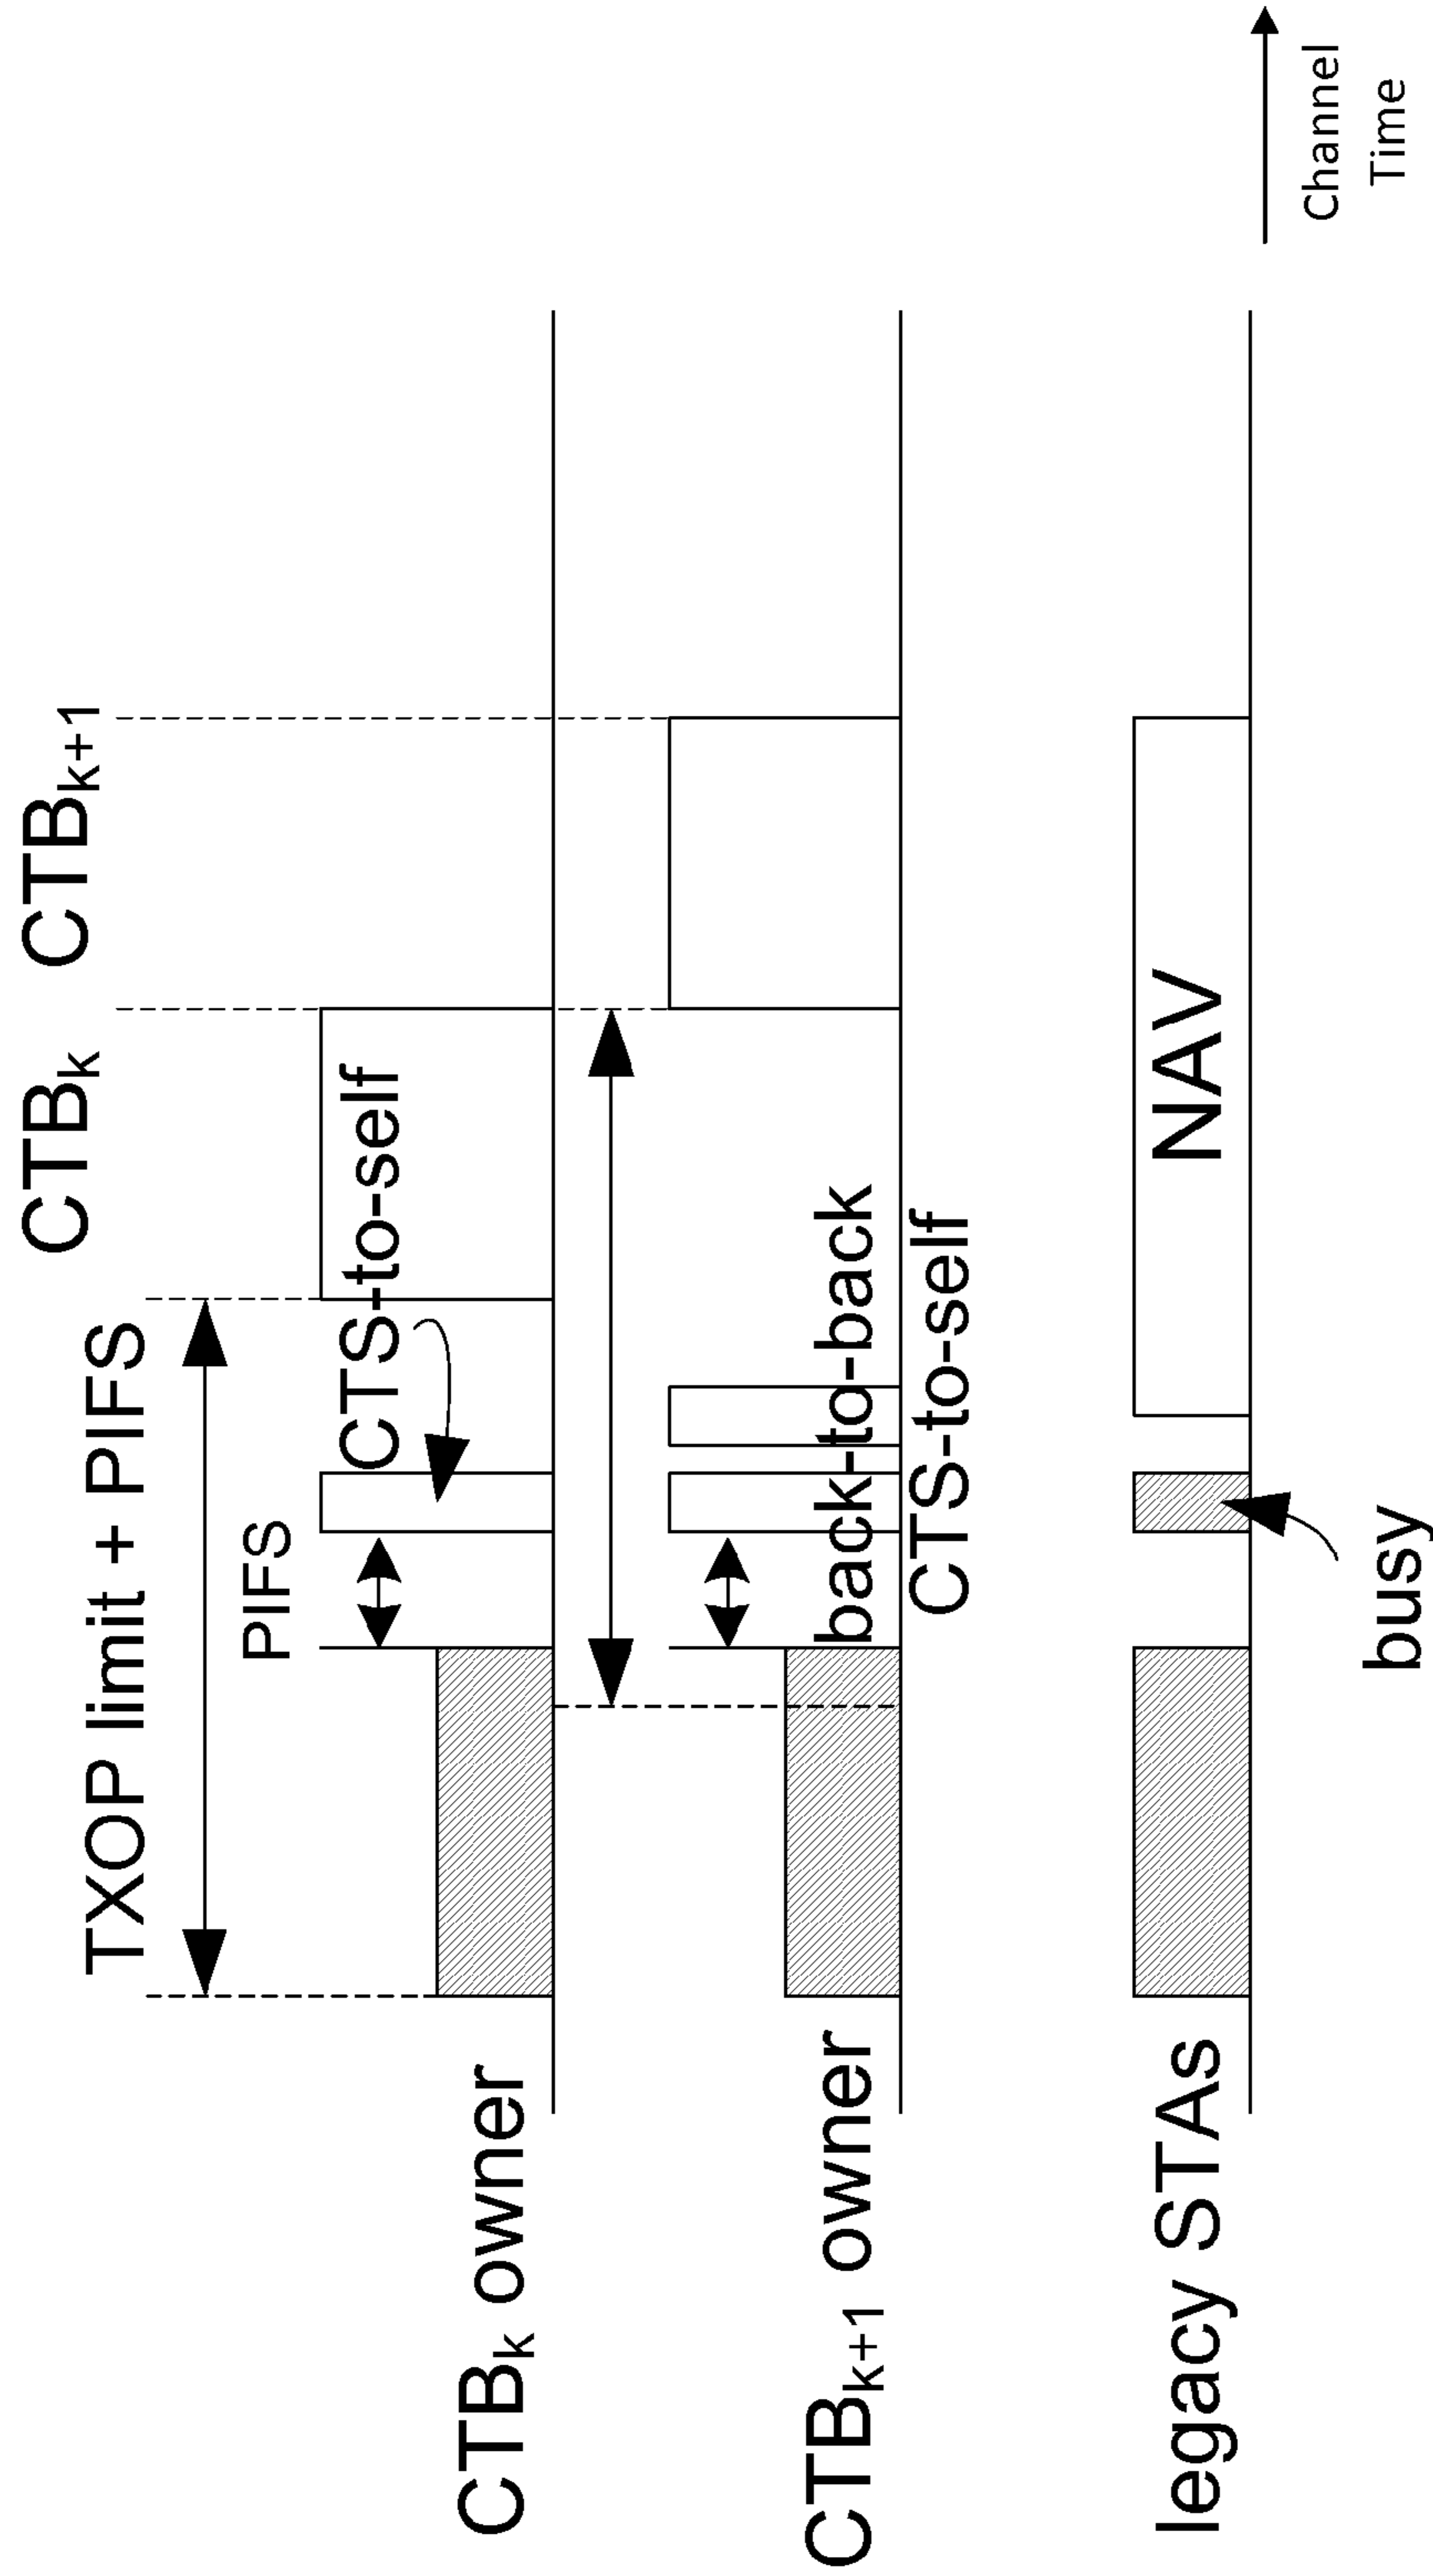 CTBk CTBk+1
TXOP limit + PIFS
PIFS
CTS-to-self
CTBk owner
back-to-back
CTS-to-self
CTBk+1 owner
NAV
legacy STAs
busy
Channel
Time